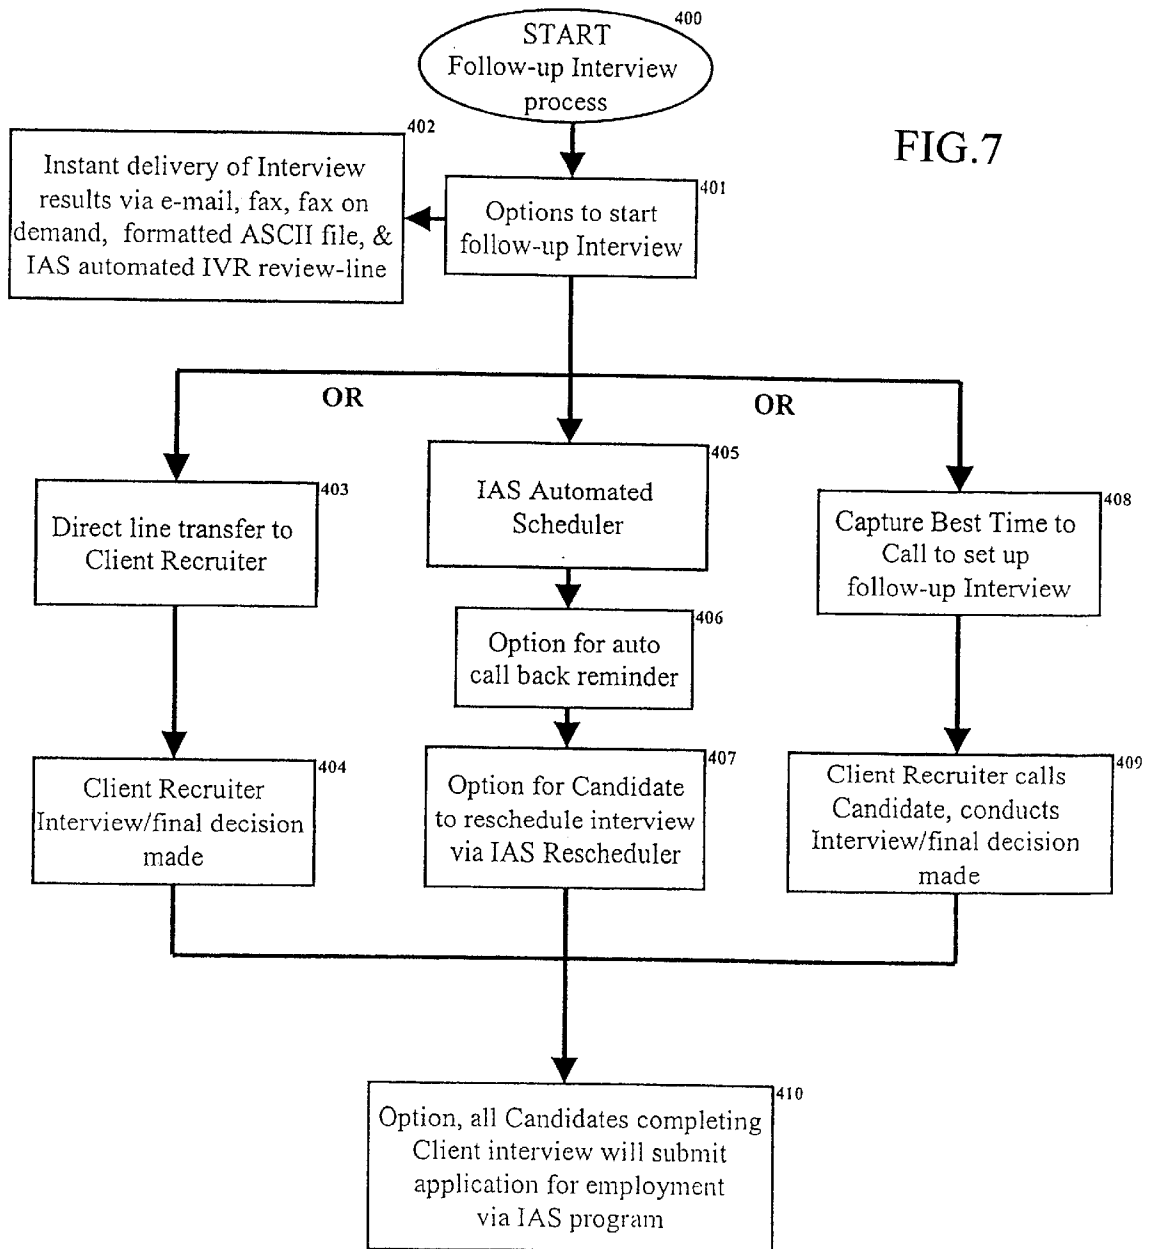 400
START
Follow-up Interview
process
FIG.7
402
Instant delivery of Interview
results via e-mail, fax, fax on
demand, formatted ASCII file, &
IAS automated IVR review-line
401
Options to start
follow-up Interview
OR
OR
403
Direct line transfer to
Client Recruiter
405
IAS Automated
Scheduler
408
Capture Best Time to
Call to set up
follow-up Interview
406
Option for auto
call back reminder
404
Client Recruiter
Interview/final decision
made
407
Option for Candidate
to reschedule interview
via IAS Rescheduler
409
Client Recruiter calls
Candidate, conducts
Interview/final decision
made
410
Option, all Candidates completing
Client interview will submit
application for employment
via IAS program